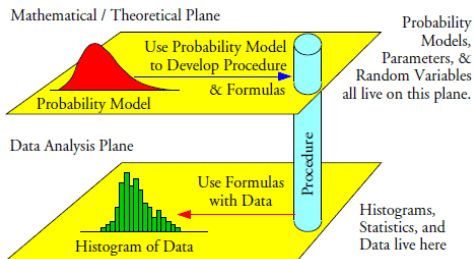 Mathematical / Theoretical Plane
Use Probability Model
to Develop Procedure
& Formulas
Probability Model
Probability
Models,
Parameters, &
Random Variables
all live on this plane.
Data Analysis Plane
Procedure
Use Formulas
with Data
Histogram of Data
Histograms,
Statistics, and
Data live here